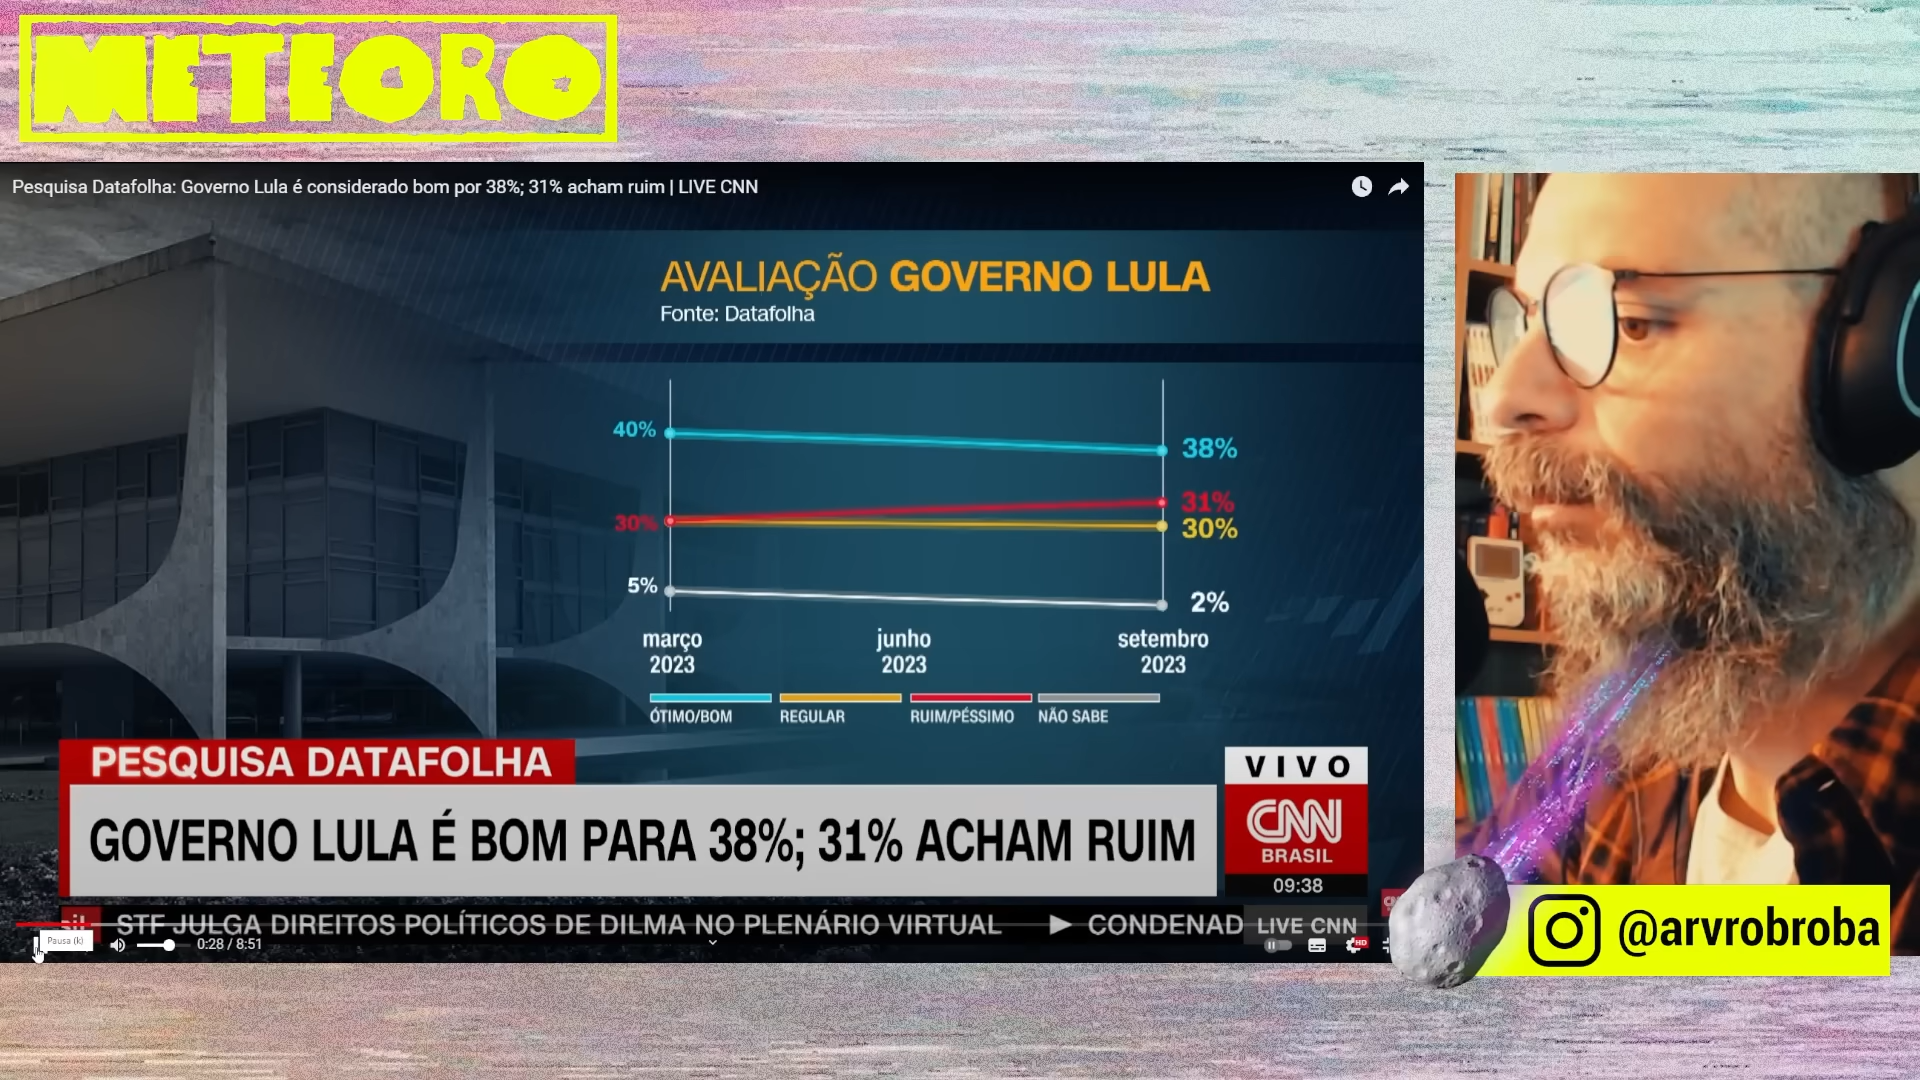 METEORO
Pesquisa Datafolha: Governo Lula é considerado bom por 38%; 31% acham ruim | LIVE CNN
AVALIAÇÃO GOVERNO LULA
Fonte: Datafolha
40%
38%
31%
30%
30%
5%
2%
março
2023
junho
2023
setembro
2023
ÓTIMO/BOM
REGULAR
RUIM/PÉSSIMO
NÃO SABE
PESQUISA DATAFOLHA
GOVERNO LULA É BOM PARA 38%; 31% ACHAM RUIM
VIVO
CNN
BRASIL
09:38
STF JULGA DIREITOS POLÍTICOS DE DILMA NO PLENÁRIO VIRTUAL ▶ CONDENAD
LIVE CNN
Pausa (k)
0:28 / 8:51
HD
@arvrobroba